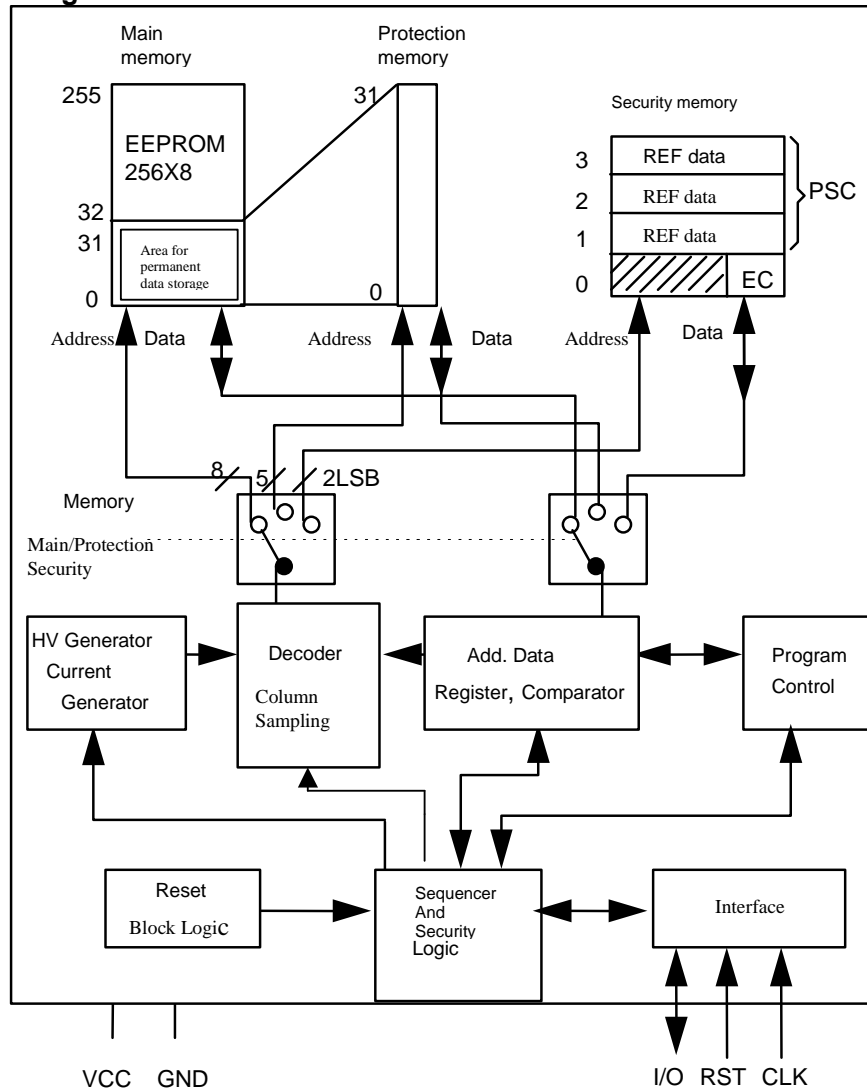 Main
memory
Protection
memory
255
31
Security memory
EEPROM
256X8
3
REF data
2
REF data
PSC
32
31
1
REF data
Area for
permanent
data storage
0
0
0
EC
Address
Data
Address
Data
Address
Data
8
5
2LSB
Memory
Main/Protection
Security
HV Generator
Current
Generator
Decoder
Column
Sampling
Add. Data
Register, Comparator
Program
Control
Reset
Block Logic
Sequencer
And
Security
Logic
Interface
VCC
GND
I/O
RST
CLK